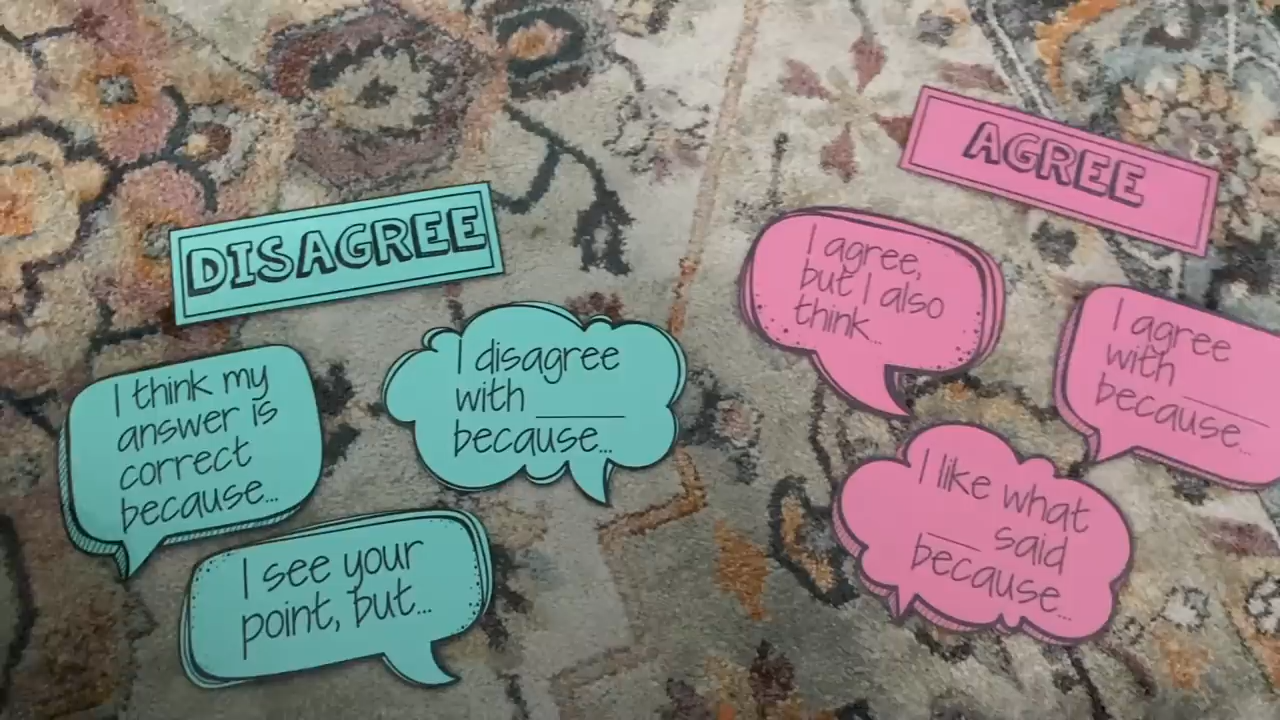 DISAGREE
I think my
answer is
correct
because...
I disagree
with ______
because...
I see your
point, but...
AGREE
I agree,
but I also
think...
I agree
with ______
because...
I like what
____ said
because...